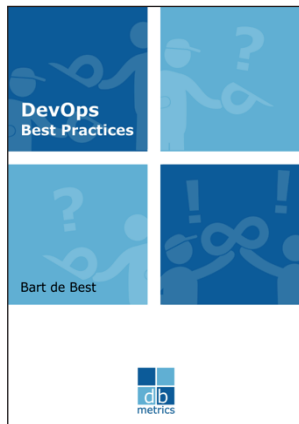 ?
DevOps
Best Practices
?
! !
Bart de Best
db
metrics